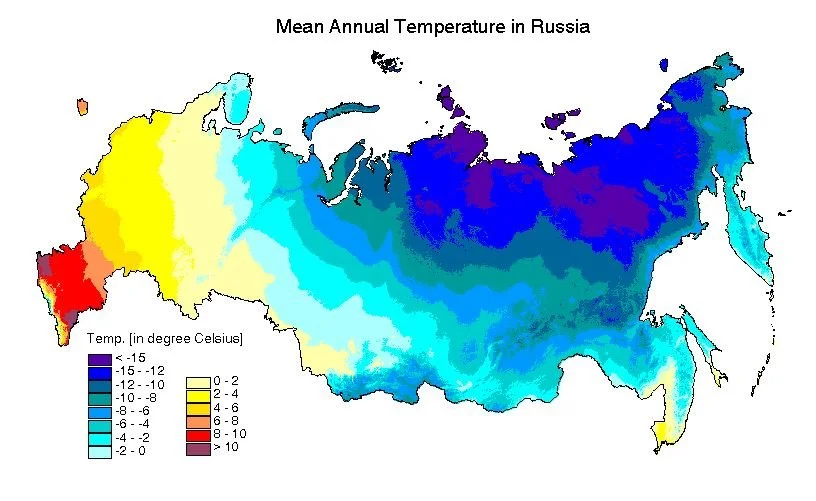 Mean Annual Temperature in Russia
Temp. [in degree Celsius]
< -15
-15 - -12
-12 - -10
-10 - -8
-8 - -6
-6 - -4
-4 - -2
-2 - 0
0 - 2
2 - 4
4 - 6
6 - 8
8 - 10
> 10